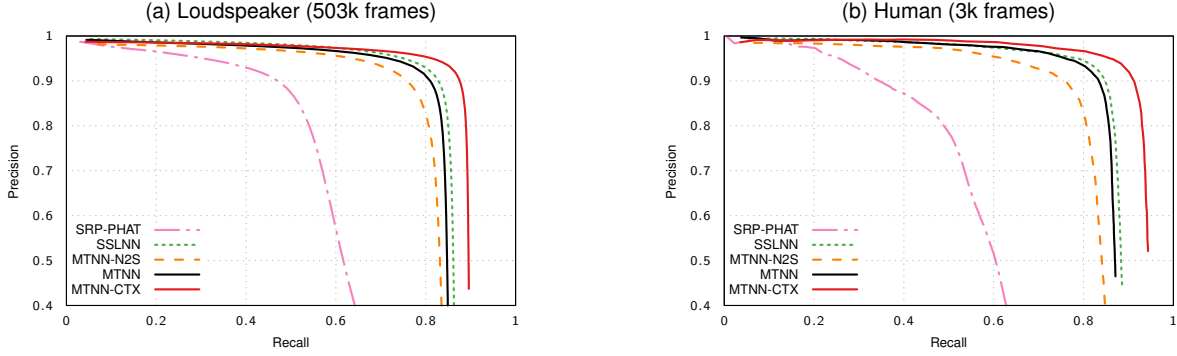 (a) Loudspeaker (503k frames)
Precision
1
0.9
0.8
0.7
0.6
0.5
0.4
SRP-PHAT
SSLNN
MTNN-N2S
MTNN
MTNN-CTX
0 0.2 0.4 0.6 0.8 1
Recall
(b) Human (3k frames)
Precision
1
0.9
0.8
0.7
0.6
0.5
0.4
SRP-PHAT
SSLNN
MTNN-N2S
MTNN
MTNN-CTX
0 0.2 0.4 0.6 0.8 1
Recall